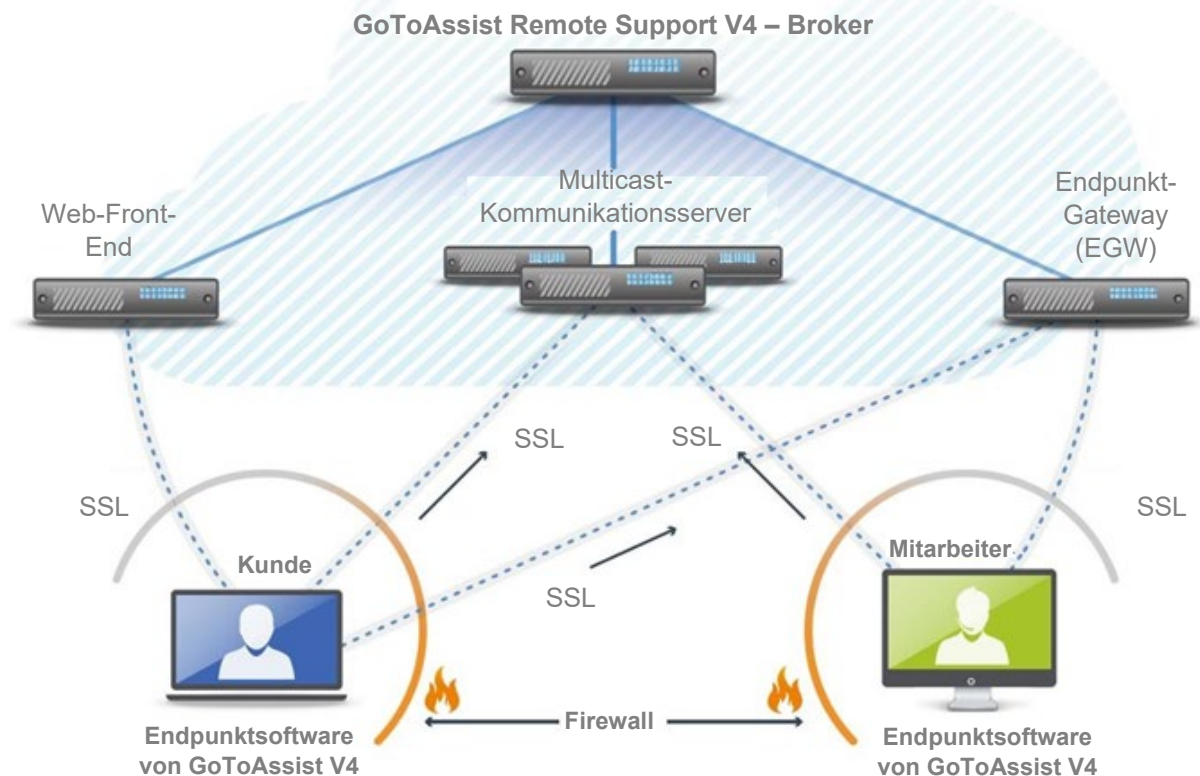 GoToAssist Remote Support V4 – Broker
Multicast-
Kommunikationsserver
Endpunkt-
Gateway
(EGW)
Web-Front-
End
SSL
SSL
SSL
SSL
Kunde
Mitarbeiter
SSL
Firewall
Endpunktsoftware
von GoToAssist V4
Endpunktsoftware
von GoToAssist V4